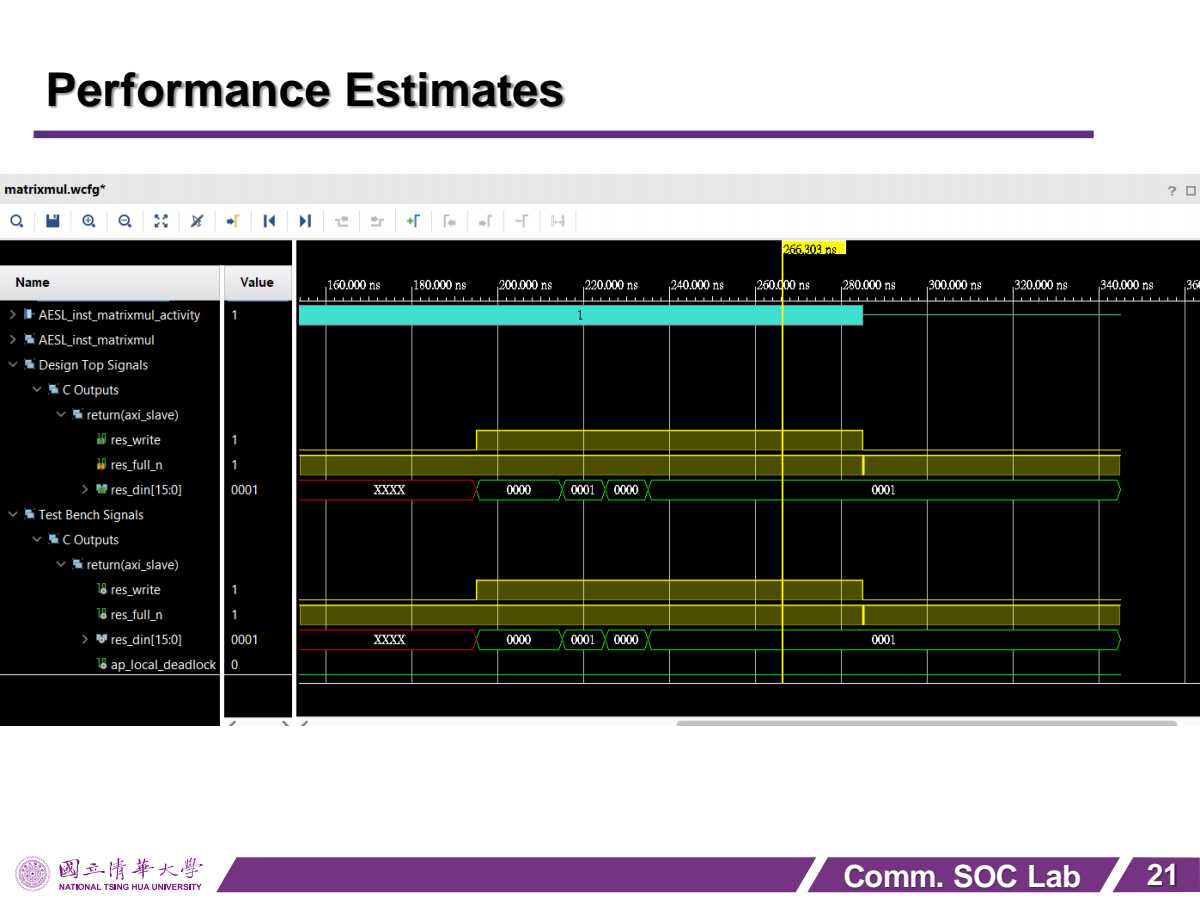 Performance Estimates
matrixmul.wcfg*
?
266.303 ns
Name
Value
160.000 ns 180.000 ns 200.000 ns 220.000 ns 240.000 ns 260.000 ns 280.000 ns 300.000 ns 320.000 ns 340.000 ns 36
AESL_inst_matrixmul_activity 1 1
AESL_inst_matrixmul
Design Top Signals
C Outputs
return(axi_slave)
res_write 1
res_full_n 1
res_din[15:0] 0001 XXXX 0000 0001 0000 0001
Test Bench Signals
C Outputs
return(axi_slave)
res_write 1
res_full_n 1
res_din[15:0] 0001 XXXX 0000 0001 0000 0001
ap_local_deadlock 0
國立清華大學
NATIONAL TSING HUA UNIVERSITY
Comm. SOC Lab
21